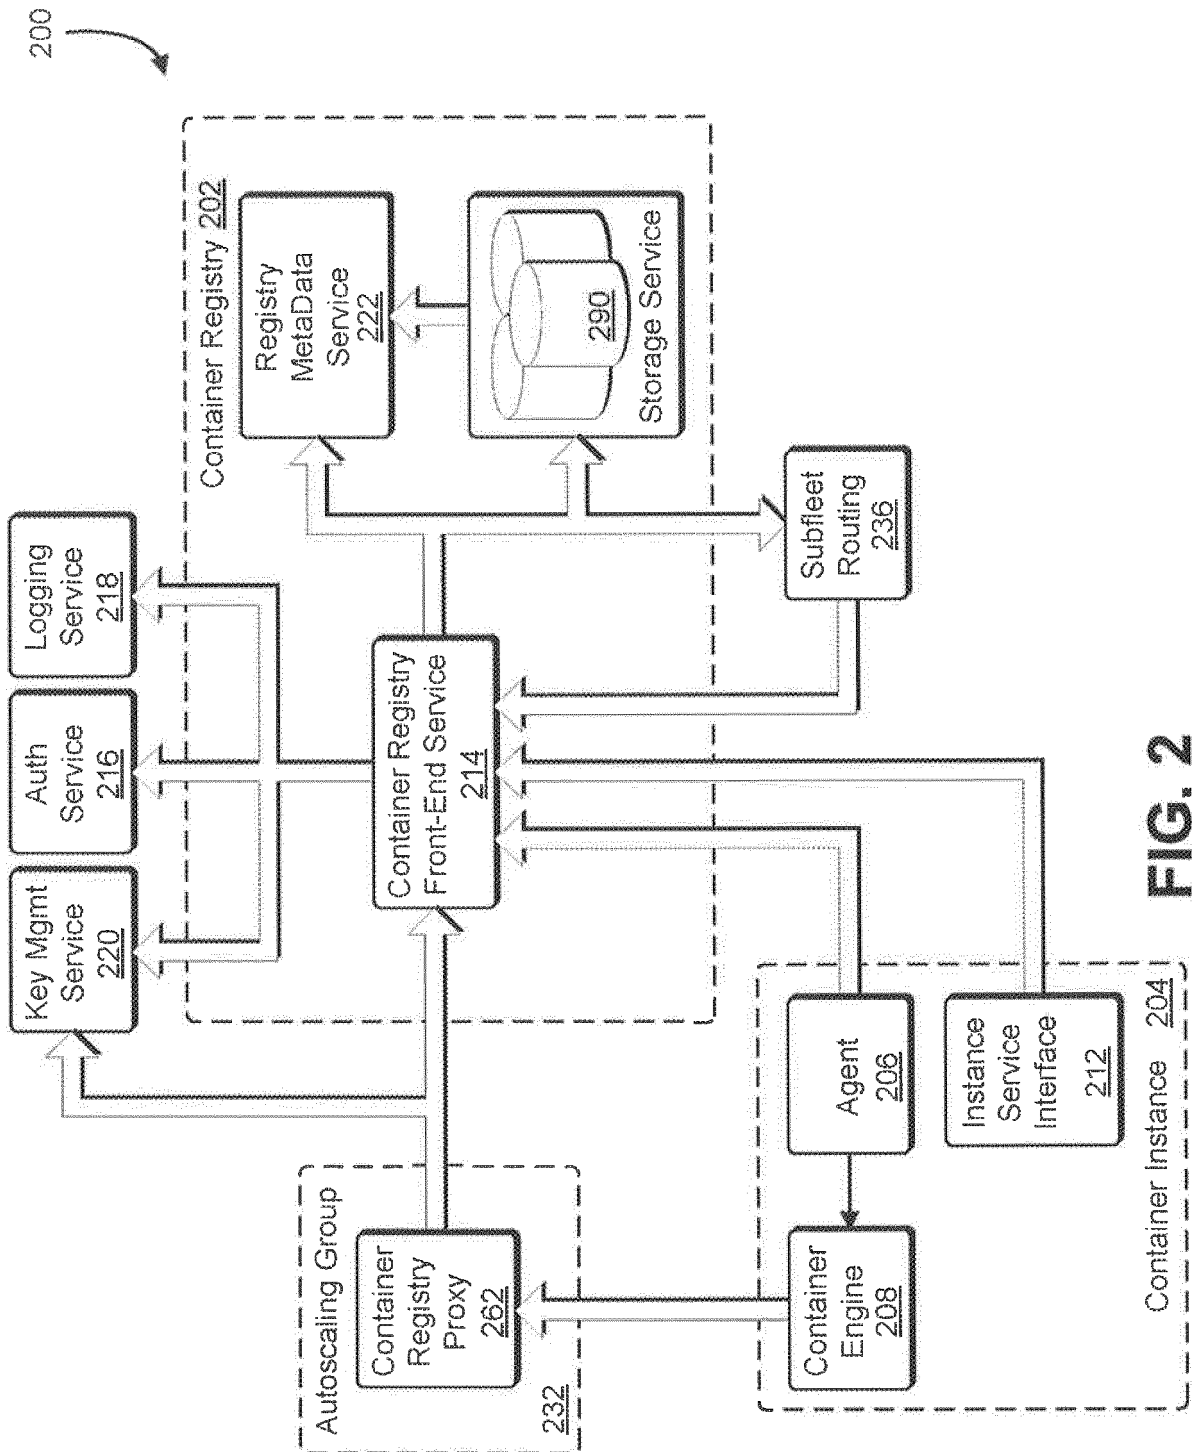 200
Key Mgmt
Service
220
Auth
Service
216
Logging
Service
218
Container Registry 202
Autoscaling Group
Container
Registry
Proxy
262
232
Container Registry
Front-End Service
214
Registry
MetaData
Service
222
290
Storage Service
Container
Engine
208
Agent
206
Subfleet
Routing
236
Instance
Service
Interface
212
Container Instance 204
FIG. 2